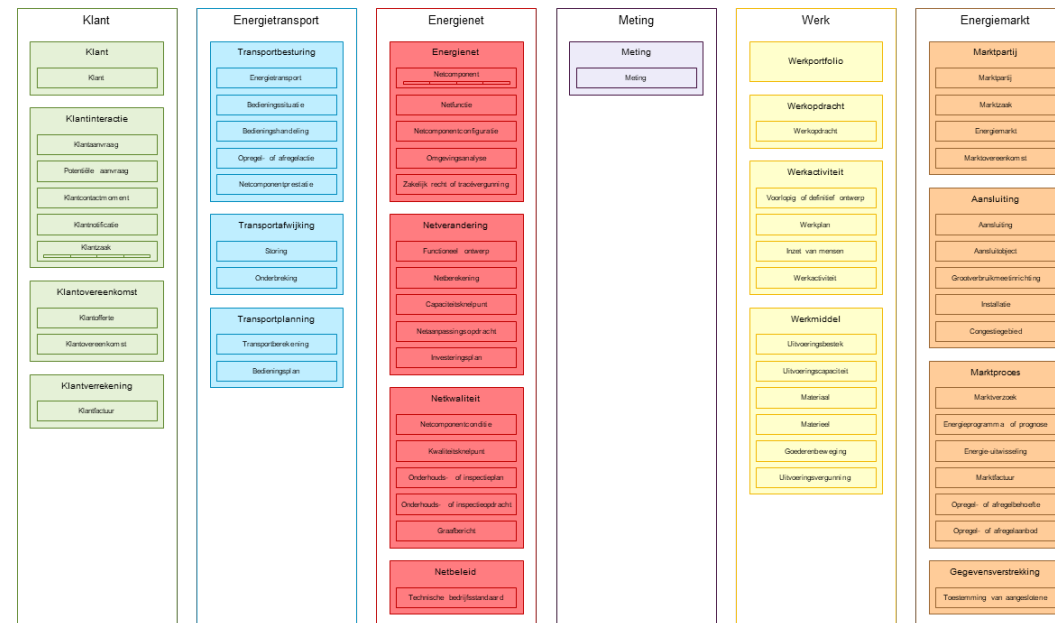 Klant
Klant
Klant
Klantinteractie
Klantaanvraag
Potentiële aanvraag
Klantcontactmoment
Klantnotificatie
Klantzaak
Klantovereenkomst
Klantofferte
Klantovereenkomst
Klantverrekening
Klantfactuur
Energietransport
Transportbesturing
Energietransport
Bedieningssituatie
Bedieningshandeling
Opregel- of afregelactie
Netcomponentprestatie
Transportafwijking
Storing
Onderbreking
Transportplanning
Transportberekening
Bedieningsplan
Energienet
Energienet
Netcomponent
Netfunctie
Netcomponentconfiguratie
Omgevingsanalyse
Zakelijk recht of tracévergunning
Netverandering
Functioneel ontwerp
Netberekening
Capaciteitsknelpunt
Netaanpassingsopdracht
Investeringsplan
Netkwaliteit
Netcomponentconditie
Kwaliteitsknelpunt
Onderhouds- of inspectieplan
Onderhouds- of inspectieopdracht
Graafbericht
Netbeleid
Technische bedrijfsstandaard
Meting
Meting
Meting
Werk
Werkportfolio
Werkopdracht
Werkopdracht
Werkactiviteit
Voorlopig of definitief ontwerp
Werkplan
Inzet van mensen
Werkactiviteit
Werkmiddel
Uitvoeringsbestek
Uitvoeringscapaciteit
Materiaal
Materieel
Goederenbeweging
Uitvoeringsvergunning
Energiemarkt
Marktpartij
Marktpartij
Marktzaak
Energiemarkt
Marktovereenkomst
Aansluiting
Aansluiting
Aansluitobject
Grootverbruikmeetinrichting
Installatie
Congestiegebied
Marktproces
Marktverzoek
Energieprogramma of prognose
Energie-uitwisseling
Marktfactuur
Opregel- of afregelbehoefte
Opregel- of afregelaanbod
Gegevensverstrekking
Toestemming van aangeslotene